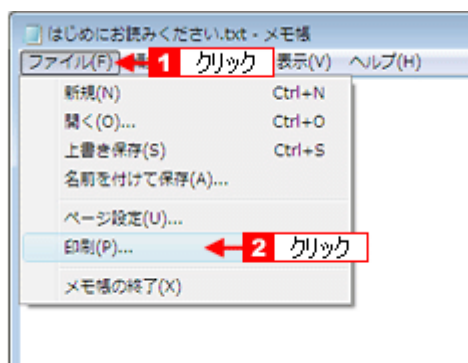 はじめにお読みください.txt - メモ帳
ファイル(F) 1 クリック 表示(V) ヘルプ(H)
新規(N) Ctrl+N
開く(O)... Ctrl+O
上書き保存(S) Ctrl+S
名前を付けて保存(A)...
ページ設定(U)...
印刷(P)... 2 クリック
メモ帳の終了(X)